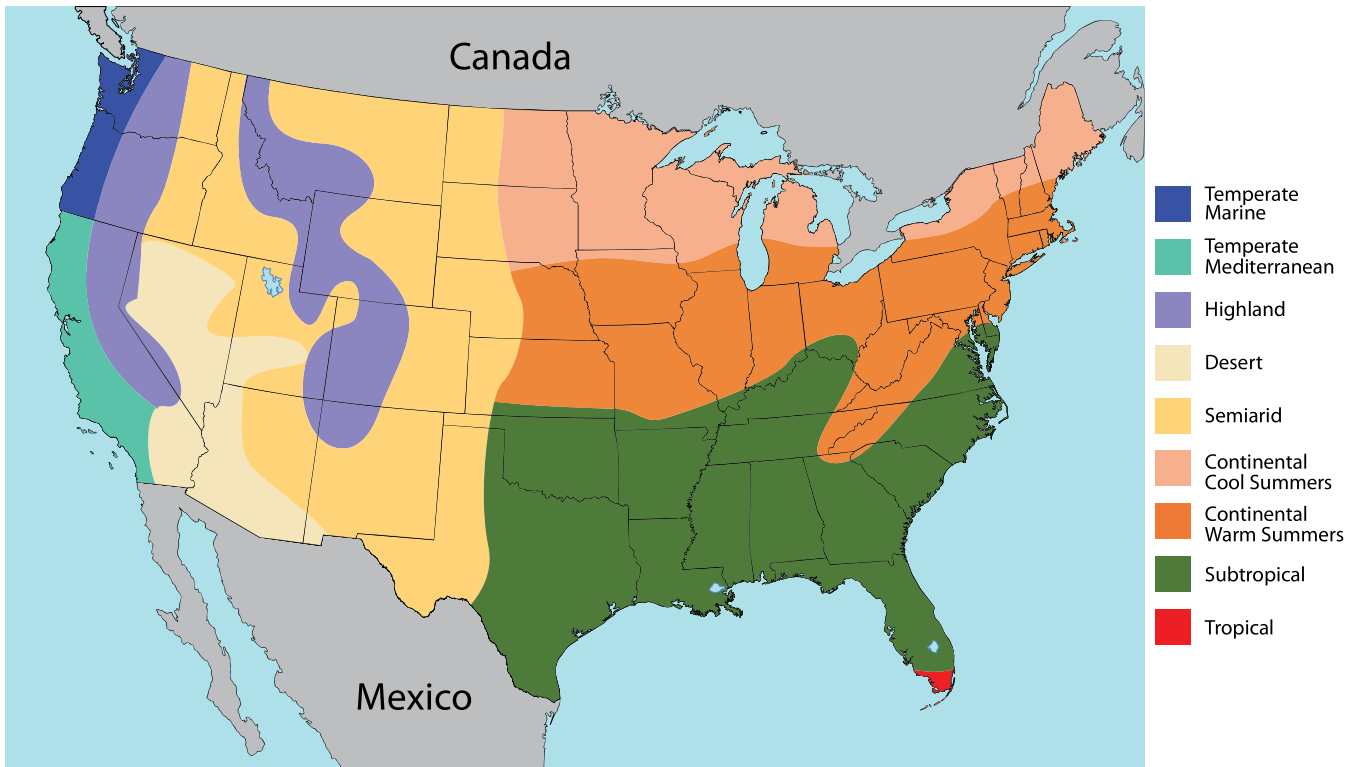 Canada
Mexico
Temperate
Marine
Temperate
Mediterranean
Highland
Desert
Semiarid
Continental
Cool Summers
Continental
Warm Summers
Subtropical
Tropical